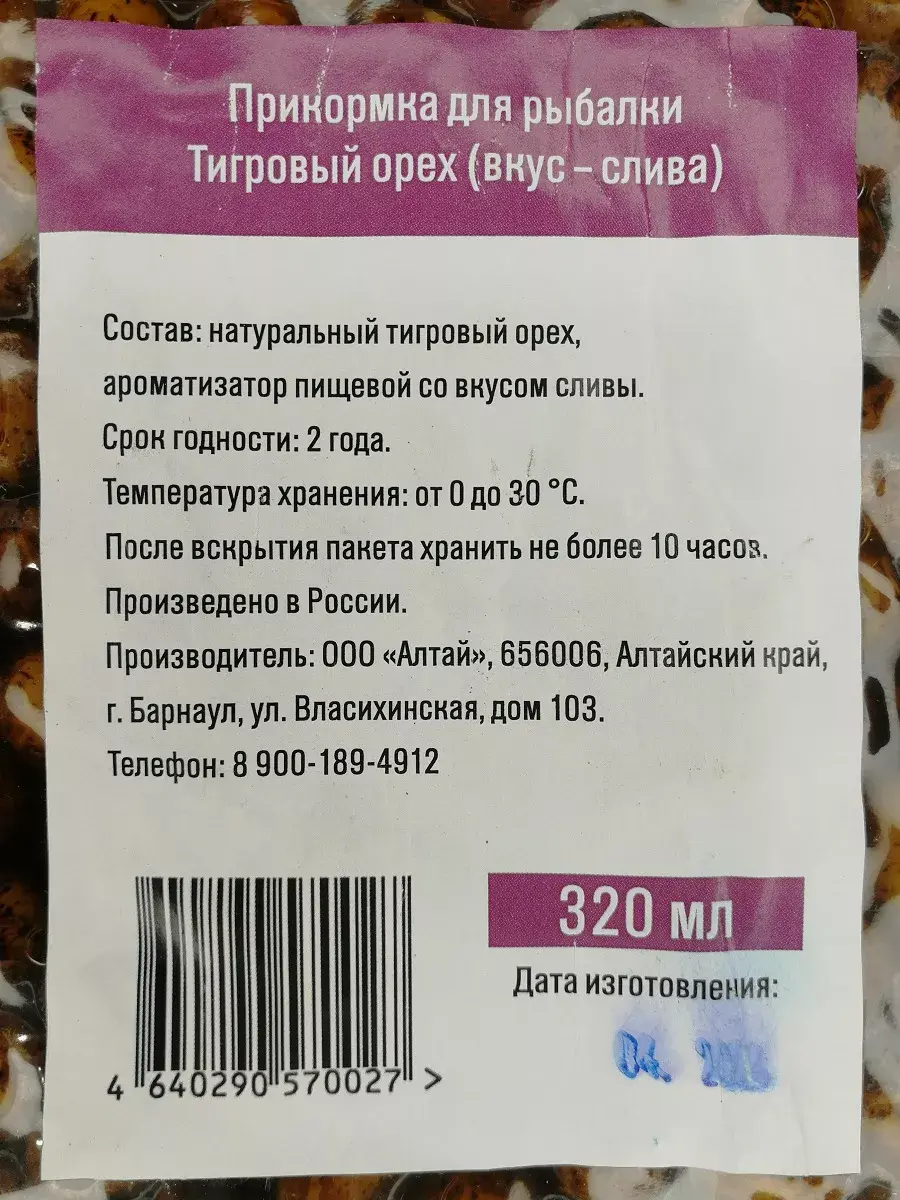 Прикормка для рыбалки
Тигровый орех (вкус – слива)
Состав: натуральный тигровый орех,
ароматизатор пищевой со вкусом сливы.
Срок годности: 2 года.
Температура хранения: от 0 до 30 °С.
После вскрытия пакета хранить не более 10 часов.
Произведено в России.
Производитель: ООО «Алтай», 656006, Алтайский край,
г. Барнаул, ул. Власихинская, дом 103.
Телефон: 8 900-189-4912
320 мл
Дата изготовления:
4 640290 570027 >